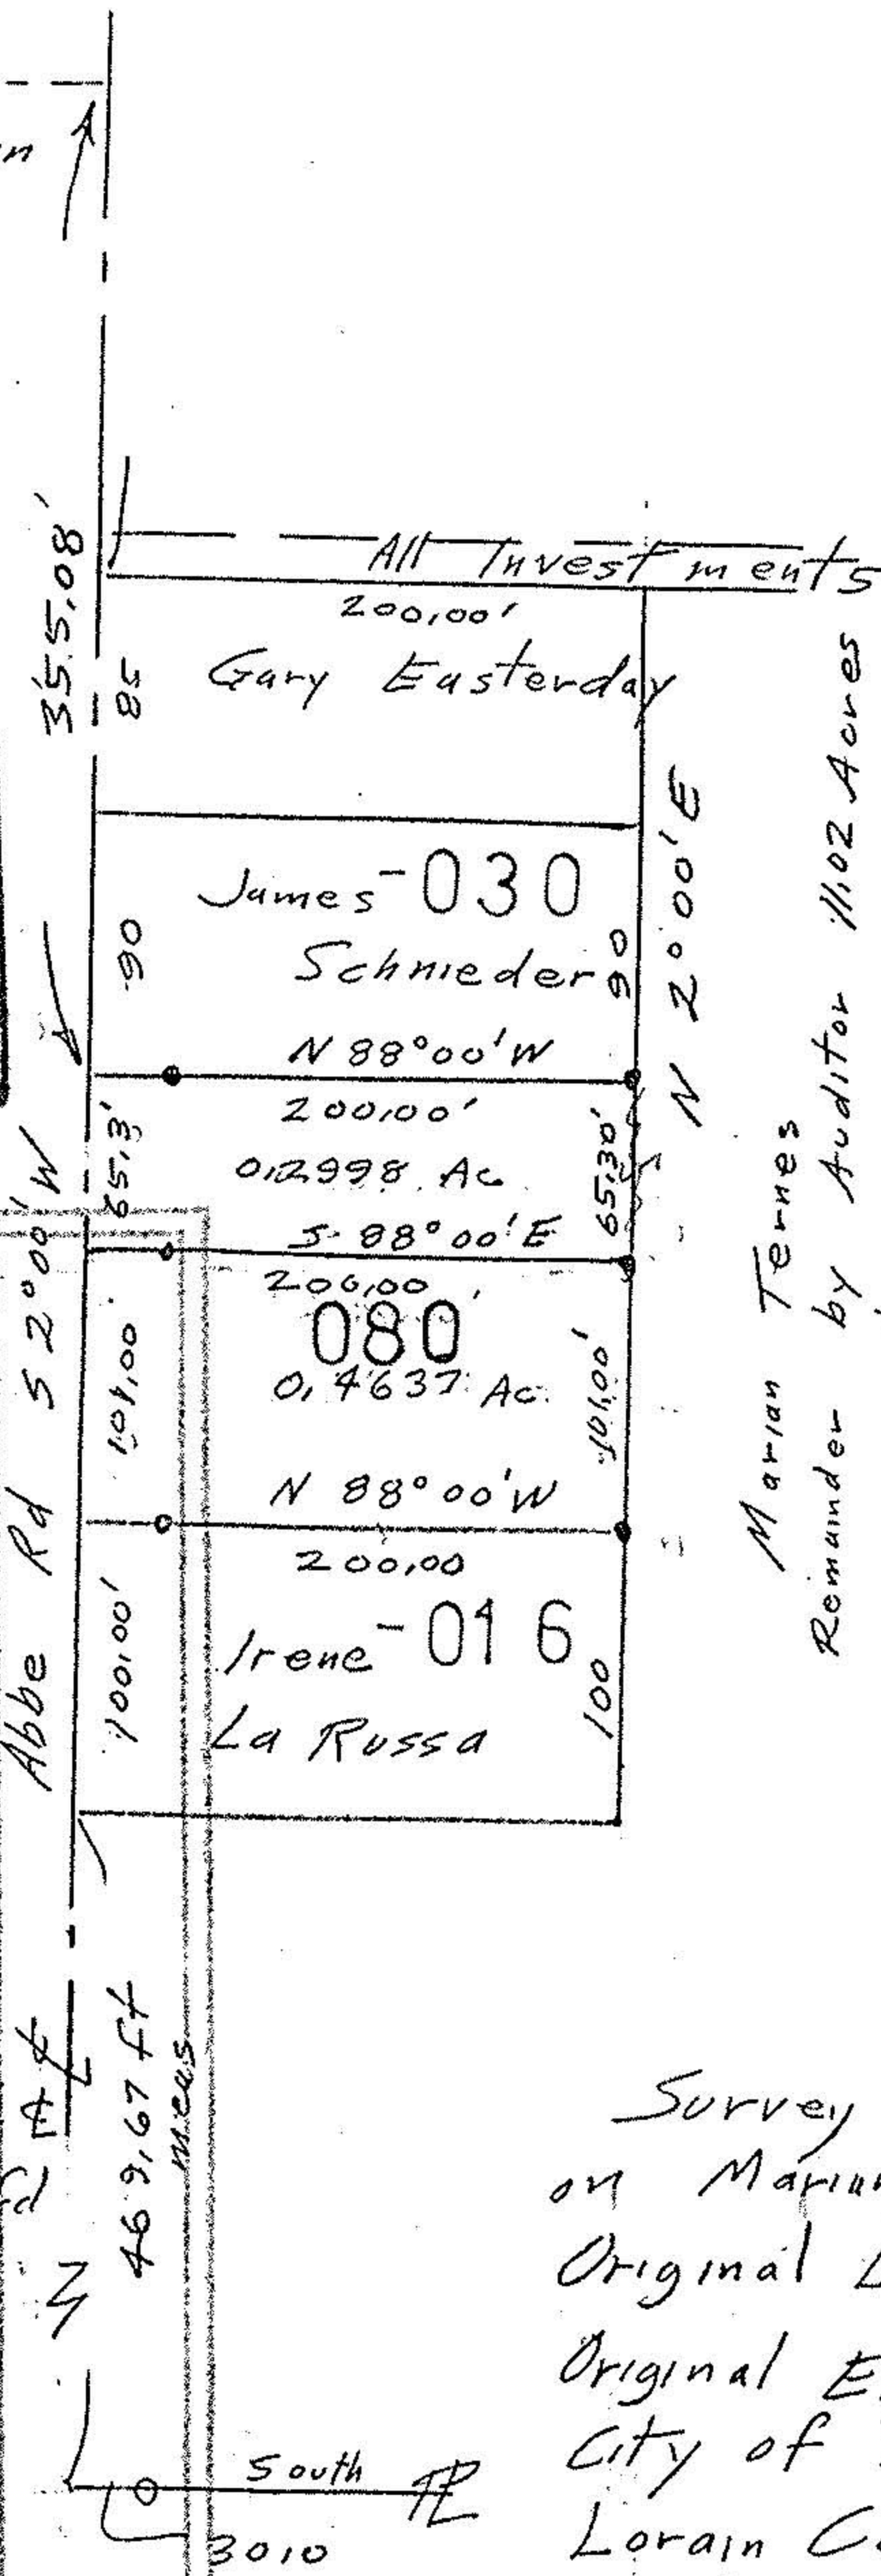 All Investments
200.00'
355.08'
85
Gary Easterday
James -030
Schnieder
90
90
N 2°00'E
N 88°00'W
200.00'
65.3'
0.2998 Ac
65.30'
S 88°00'E
200.00'
080
0.4637 Ac.
101.00'
101.00'
Abbe Rd S 2°00'W
N 88°00'W
200.00
Irene -016
La Russa
100.00'
100
Marian Ternes
Remainder by Auditor 11.02 Acres
469.67 ft
meas
South PL
30.0
Survey
on Marian
Original
Original
City of
Lorain